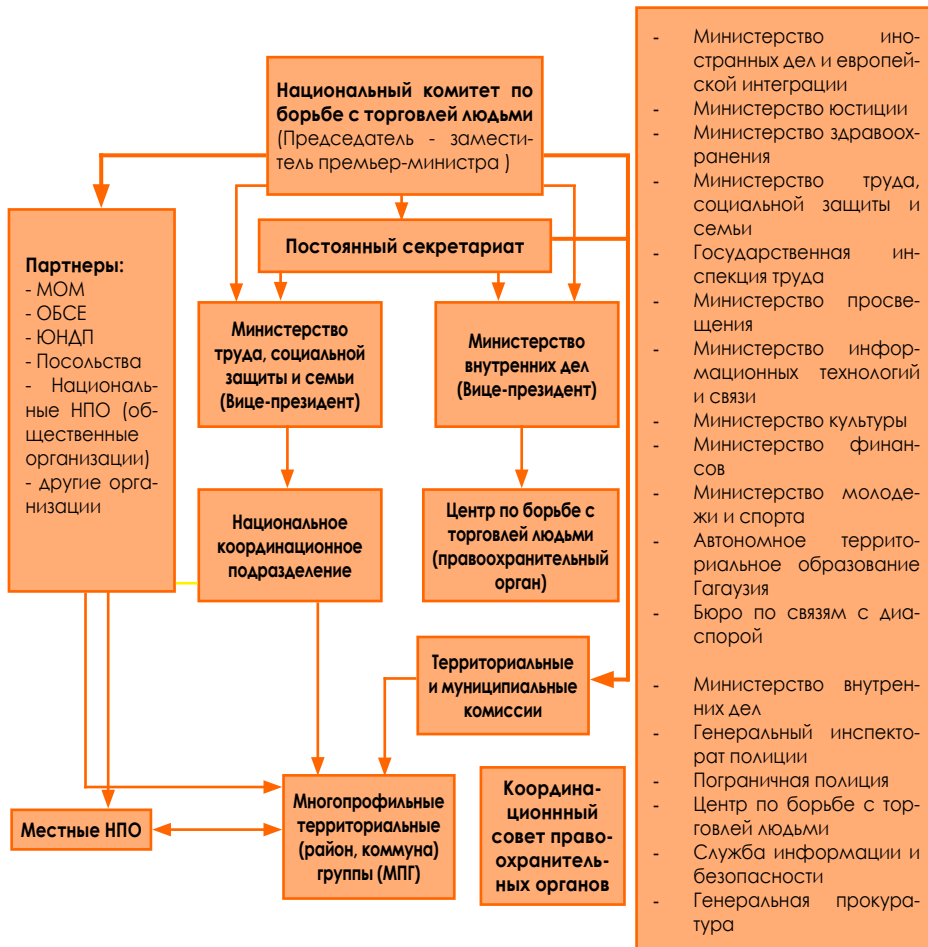 Национальный комитет по
борьбе с торговлей людьми
(Председатель - замести-
тель премьер-министра )
Постоянный секретариат
Партнеры:
- МОМ
- ОБСЕ
- ЮНДП
- Посольства
- Националь-
ные НПО (об-
щественные
организации)
- другие орга-
низации
Министерство
труда, социальной
защиты и семьи
(Вице-президент)
Министерство
внутренних дел
(Вице-президент)
Национальное
координационное
подразделение
Центр по борьбе с
торговлей людьми
(правоохранительный
орган)
Территориальные
и муниципиальные
комиссии
Местные НПО
Многопрофильные
территориальные
(район, коммуна)
группы (МПГ)
Координа-
ционнный
совет право-
охранитель-
ных органов
- Министерство ино-
странных дел и европей-
ской интеграции
- Министерство юстиции
- Министерство здравоох-
ранения
- Министерство труда,
социальной защиты и
семьи
- Государственная ин-
спекция труда
- Министерство просве-
щения
- Министерство инфор-
мационных технологий
и связи
- Министерство культуры
- Министерство финан-
сов
- Министерство молоде-
жи и спорта
- Автономное террито-
риальное образование
Гагаузия
- Бюро по связям с диа-
спорой
- Министерство внутрен-
них дел
- Генеральный инспекто-
рат полиции
- Пограничная полиция
- Центр по борьбе с тор-
говлей людьми
- Служба информации и
безопасности
- Генеральная прокура-
тура